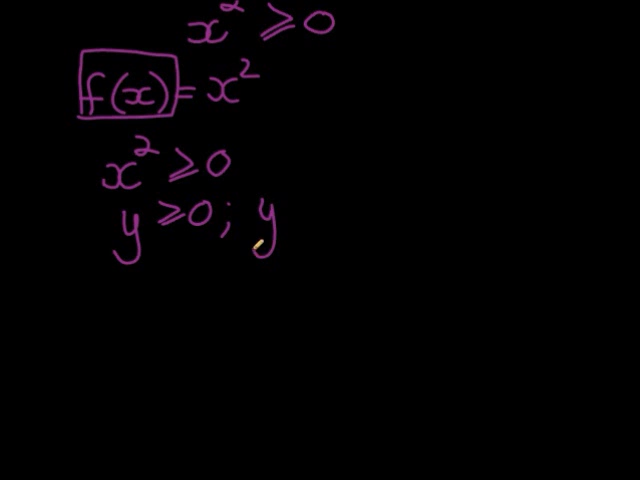 x² ⩾ 0
f(x) = x²
x² ⩾ 0
y ⩾ 0 ; y